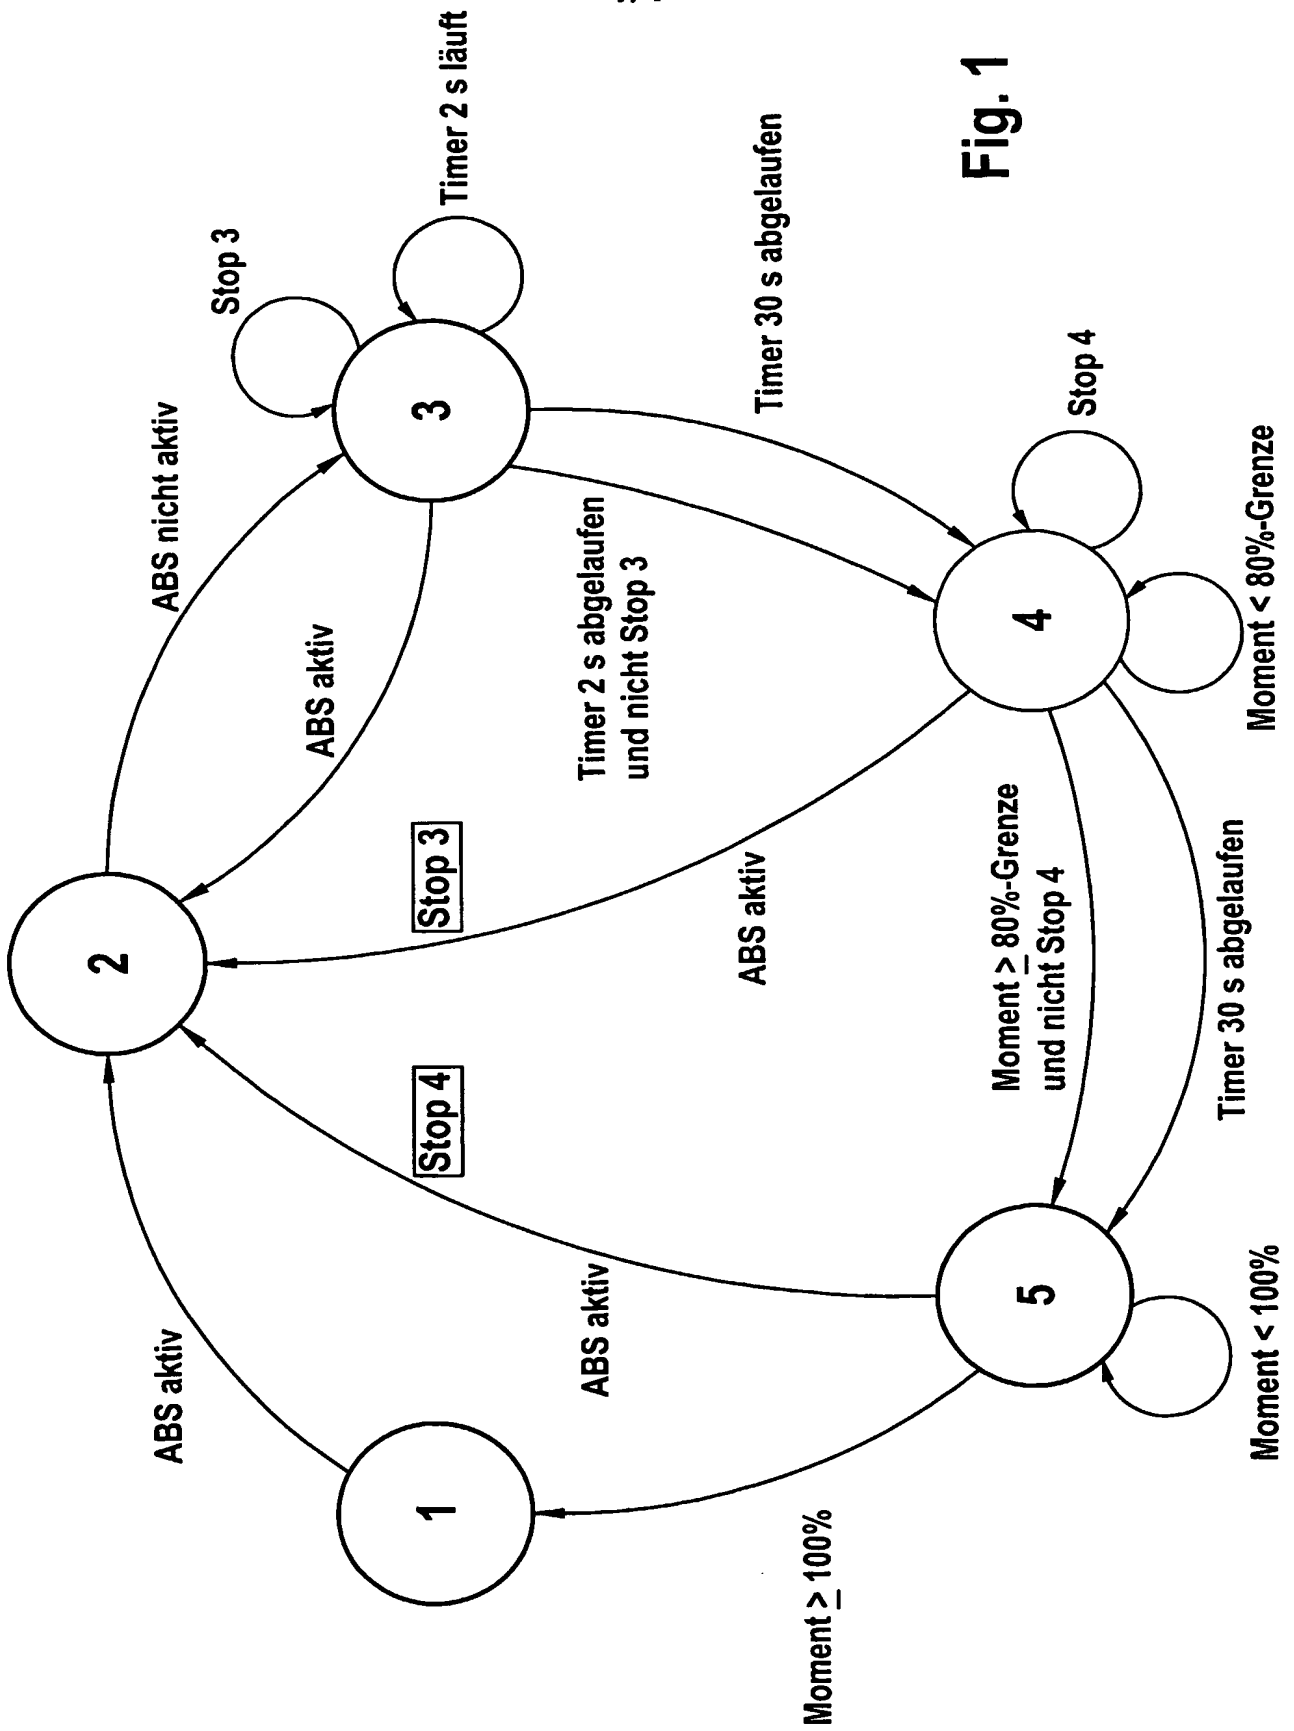 ABS aktiv
ABS nicht aktiv
Stop 3
Timer 2 s läuft
2
ABS aktiv
3
1
Stop 4
Stop 3
ABS aktiv
ABS aktiv
Timer 2 s abgelaufen
und nicht Stop 3
Timer 30 s abgelaufen
Moment ≥ 100%
5
Moment ≥ 80%-Grenze
und nicht Stop 4
4
Stop 4
Moment < 100%
Timer 30 s abgelaufen
Moment < 80%-Grenze
Fig. 1